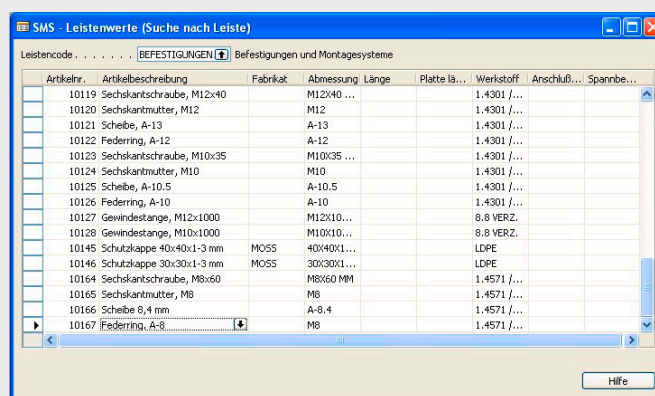 SMS - Leistenwerte (Suche nach Leiste)
Leistencode . . . . . . . BEFESTIGUNGEN Befestigungen und Montagesysteme
Artikelnr. Artikelbeschreibung Fabrikat Abmessung Länge Platte lä... Werkstoff Anschluß... Spannbe...
10119 Sechskantschraube, M12x40 M12X40 ... 1.4301 /...
10120 Sechskantmutter, M12 M12 1.4301 /...
10121 Scheibe, A-13 A-13 1.4301 /...
10122 Federring, A-12 A-12 1.4301 /...
10123 Sechskantschraube, M10x35 M10X35 ... 1.4301 /...
10124 Sechskantmutter, M10 M10 1.4301 /...
10125 Scheibe, A-10.5 A-10.5 1.4301 /...
10126 Federring, A-10 A-10 1.4301 /...
10127 Gewindestange, M12x1000 M12X10... 8.8 VERZ.
10128 Gewindestange, M10x1000 M10X10... 8.8 VERZ.
10145 Schutzkappe 40x40x1-3 mm MOSS 40X40X1... LDPE
10146 Schutzkappe 30x30x1-3 mm MOSS 30X30X1... LDPE
10164 Sechskantschraube, M8x60 M8X60 MM 1.4571 /...
10165 Sechskantmutter, M8 M8 1.4571 /...
10166 Scheibe 8,4 mm A-8.4 1.4571 /...
10167 Federring, A-8 M8 1.4571 /...
Hilfe